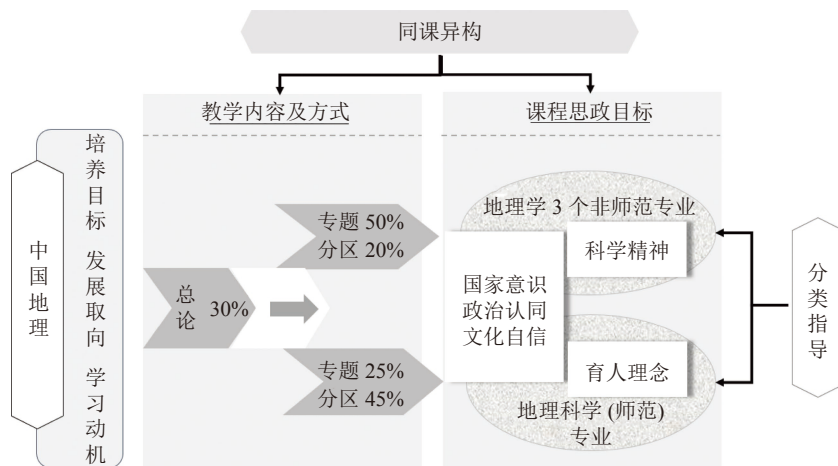 同课异构
教学内容及方式
课程思政目标
中国地理
培养目标 发展取向 学习动机
总论 30%
专题 50%
分区 20%
专题 25%
分区 45%
地理学 3 个非师范专业
科学精神
国家意识
政治认同
文化自信
育人理念
地理科学 (师范)
专业
分类指导